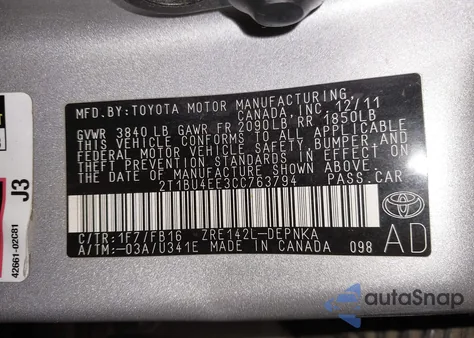 MFD.BY:TOYOTA MOTOR MANUFACTURING,
CANADA, INC. 12/11
GVWR 3840 LB GAWR FR 2090LB RR 1850LB
THIS VEHICLE CONFORMS TO ALL APPLICABLE
FEDERAL MOTOR VEHICLE SAFETY, BUMPER, AND
THEFT PREVENTION STANDARDS IN EFFECT ON
THE DATE OF MANUFACTURE SHOWN ABOVE.
2T1BU4EE3CC763794 PASS.CAR
C/TR:1F7/FB16 ZRE142L-DEPNKA
A/TM:-03A/U341E MADE IN CANADA 098
AD
J3
42661-02C81
autoSnap